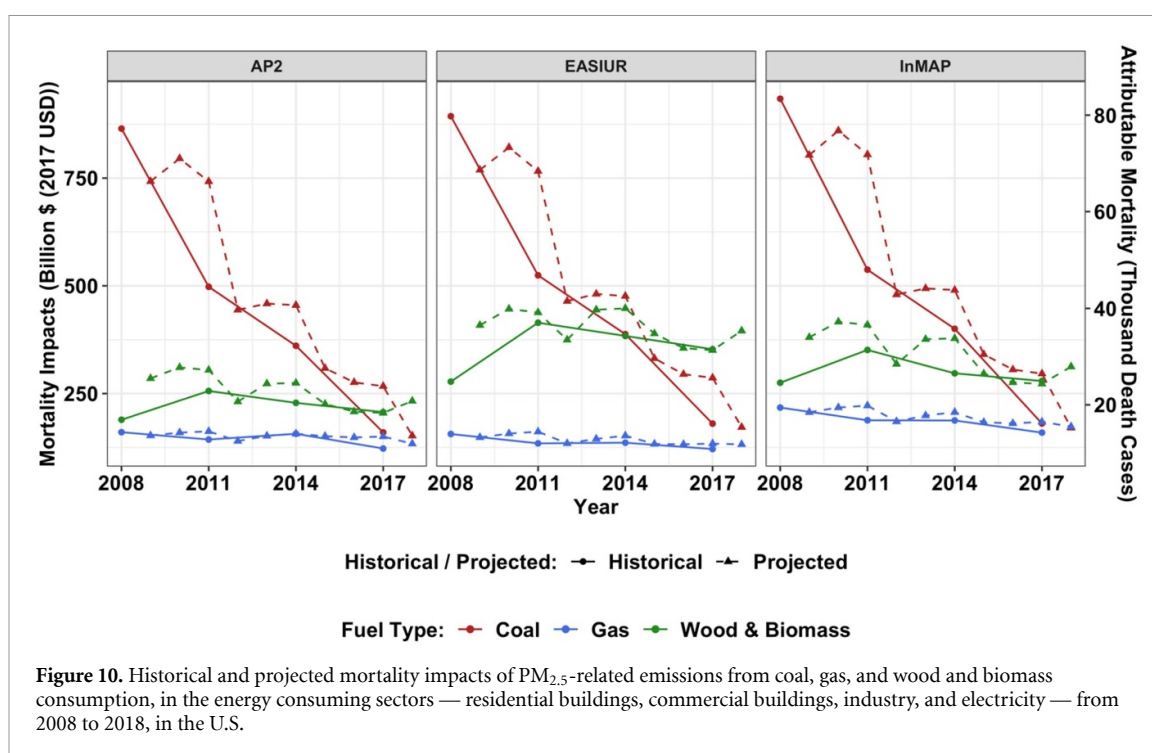 AP2
EASIUR
InMAP
Mortality Impacts (Billion $ (2017 USD))
Attributable Mortality (Thousand Death Cases)
750
500
250
80
60
40
20
2008 2011 2014 2017 2008 2011 2014 2017 2008 2011 2014 2017
Year
Historical / Projected: Historical Projected
Fuel Type: Coal Gas Wood & Biomass
Figure 10. Historical and projected mortality impacts of PM2.5-related emissions from coal, gas, and wood and biomass
consumption, in the energy consuming sectors — residential buildings, commercial buildings, industry, and electricity — from
2008 to 2018, in the U.S.